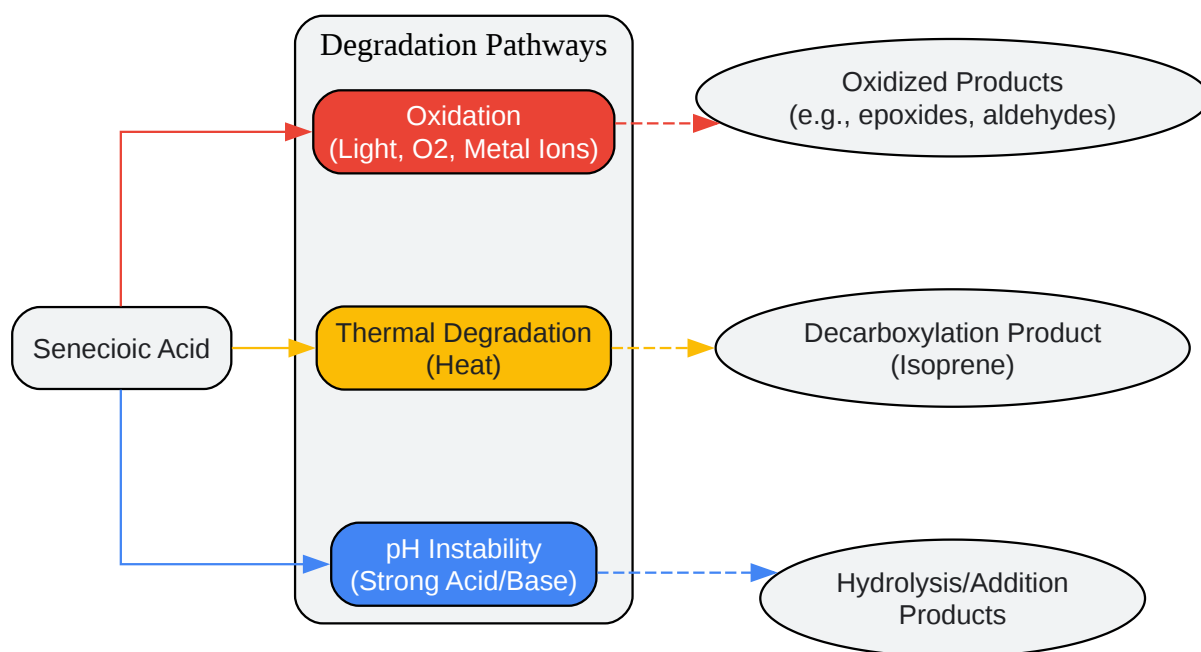 Degradation Pathways
Senecioic Acid
Oxidation
(Light, O2, Metal Ions)
Oxidized Products
(e.g., epoxides, aldehydes)
Thermal Degradation
(Heat)
Decarboxylation Product
(Isoprene)
pH Instability
(Strong Acid/Base)
Hydrolysis/Addition
Products